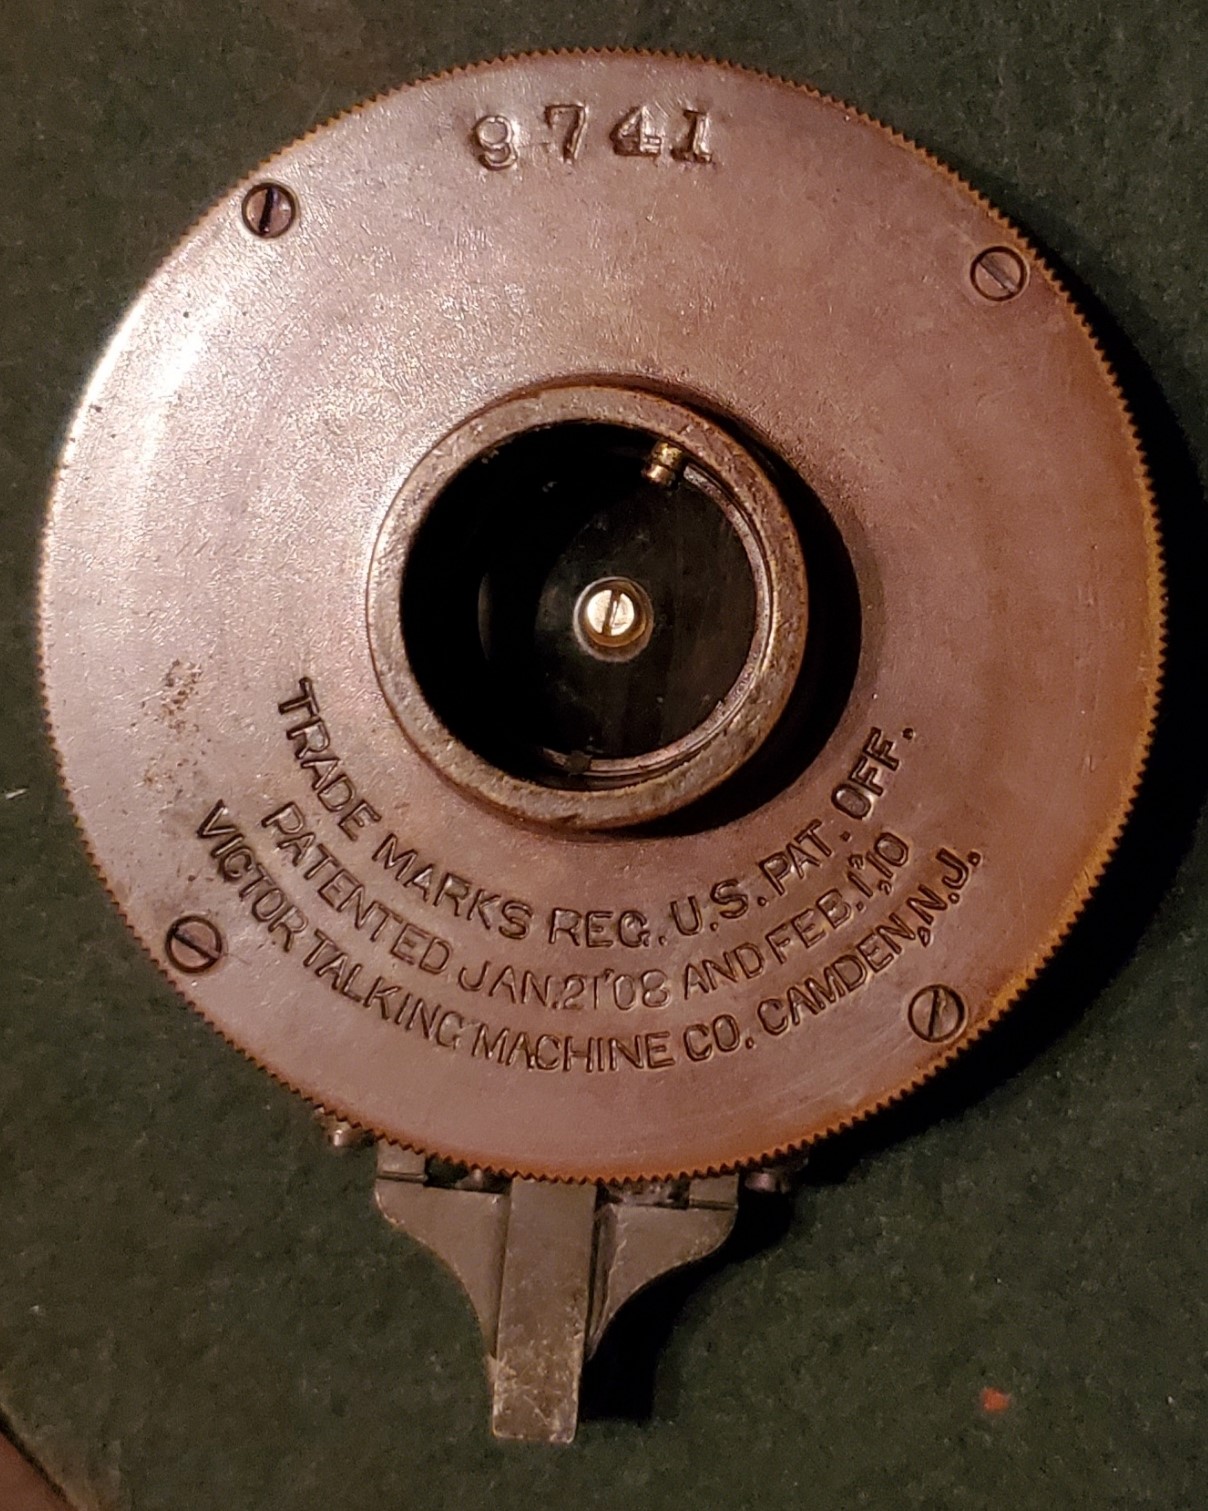 9741
TRADE MARKS REG. U.S. PAT. OFF.
PATENTED JAN. 21'08 AND FEB. 1, '10
VICTOR TALKING MACHINE CO. CAMDEN, N.J.